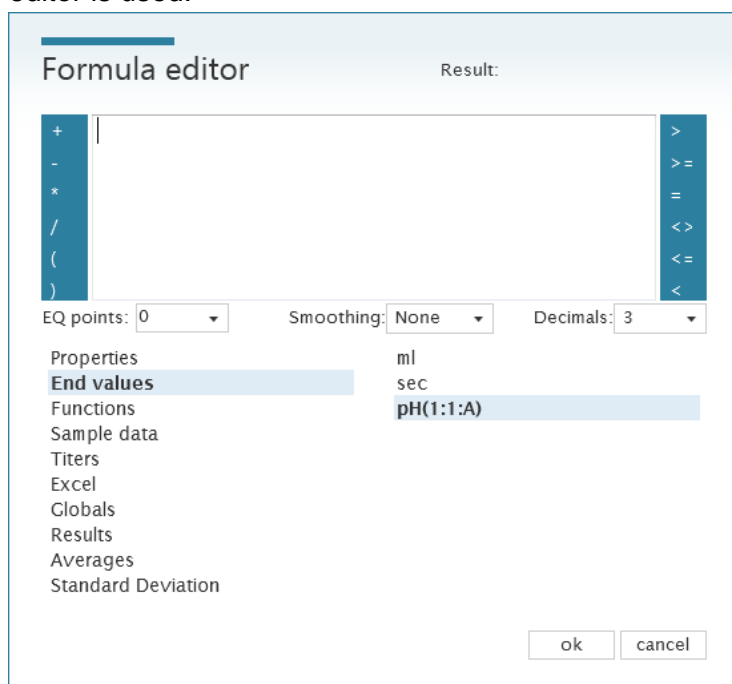 Formula editor
Result:
+
-
*
/
(
)
>
>=
=
<>
<=
<
EQ points: 0 Smoothing: None Decimals: 3
Properties
End values
Functions
Sample data
Titers
Excel
Globals
Results
Averages
Standard Deviation
ml
sec
pH(1:1:A)
ok cancel